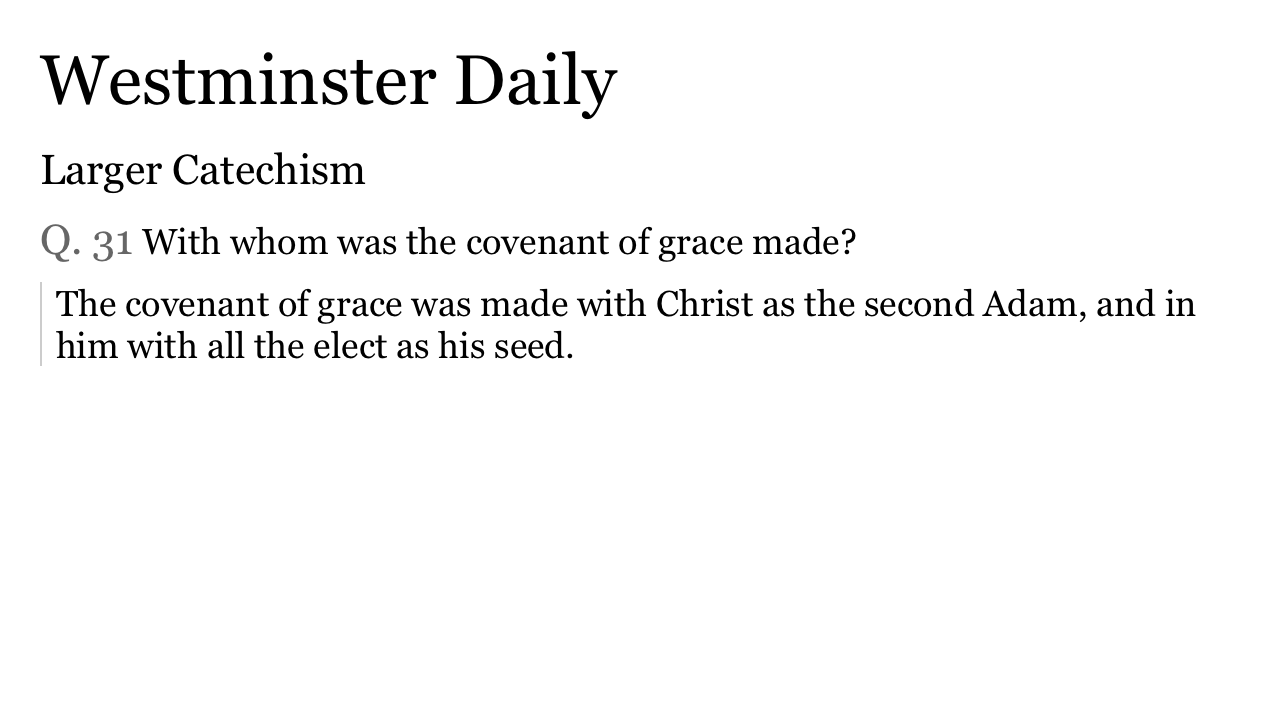 Westminster Daily
Larger Catechism
Q. 31 With whom was the covenant of grace made?
The covenant of grace was made with Christ as the second Adam, and in
him with all the elect as his seed.